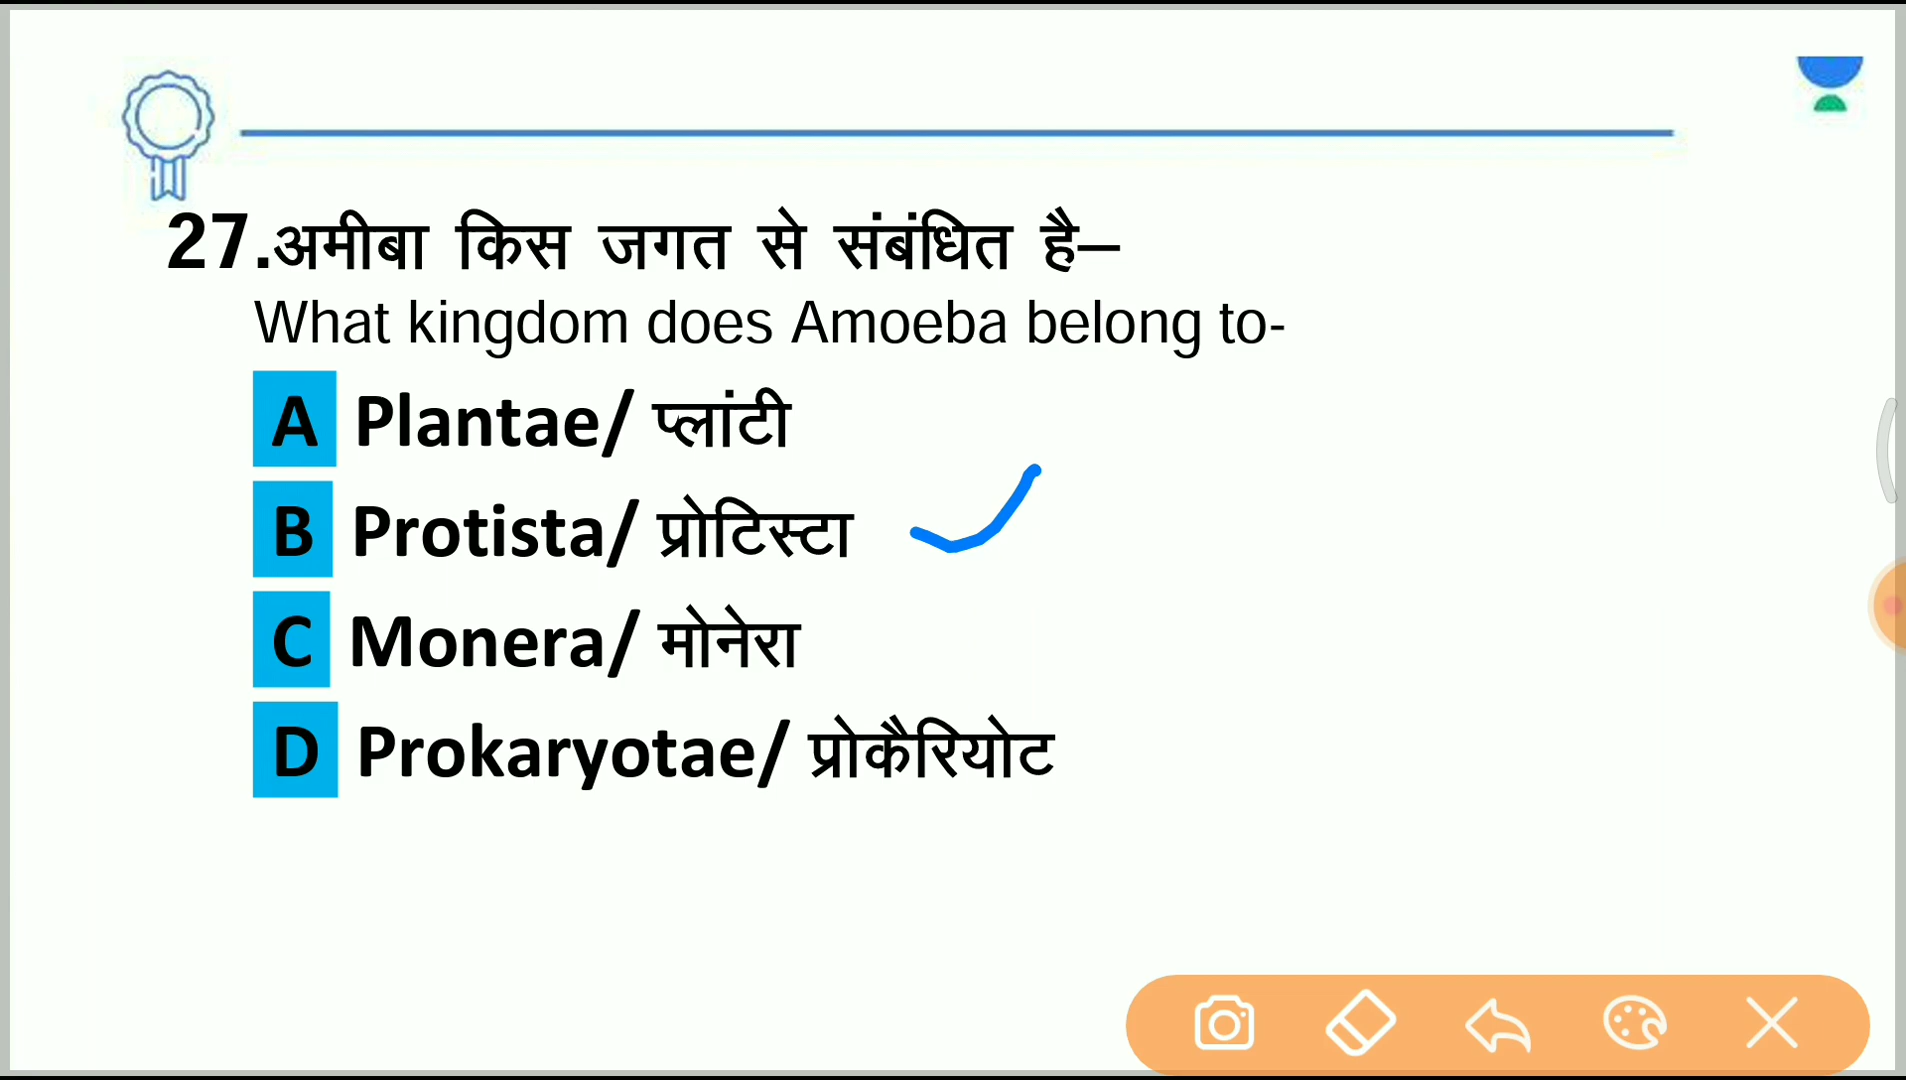 27.अमीबा किस जगत से संबंधित है–
What kingdom does Amoeba belong to-
A Plantae/ प्लांटी
B Protista/ प्रोटिस्टा
C Monera/ मोनेरा
D Prokaryotae/ प्रोकैरियोट